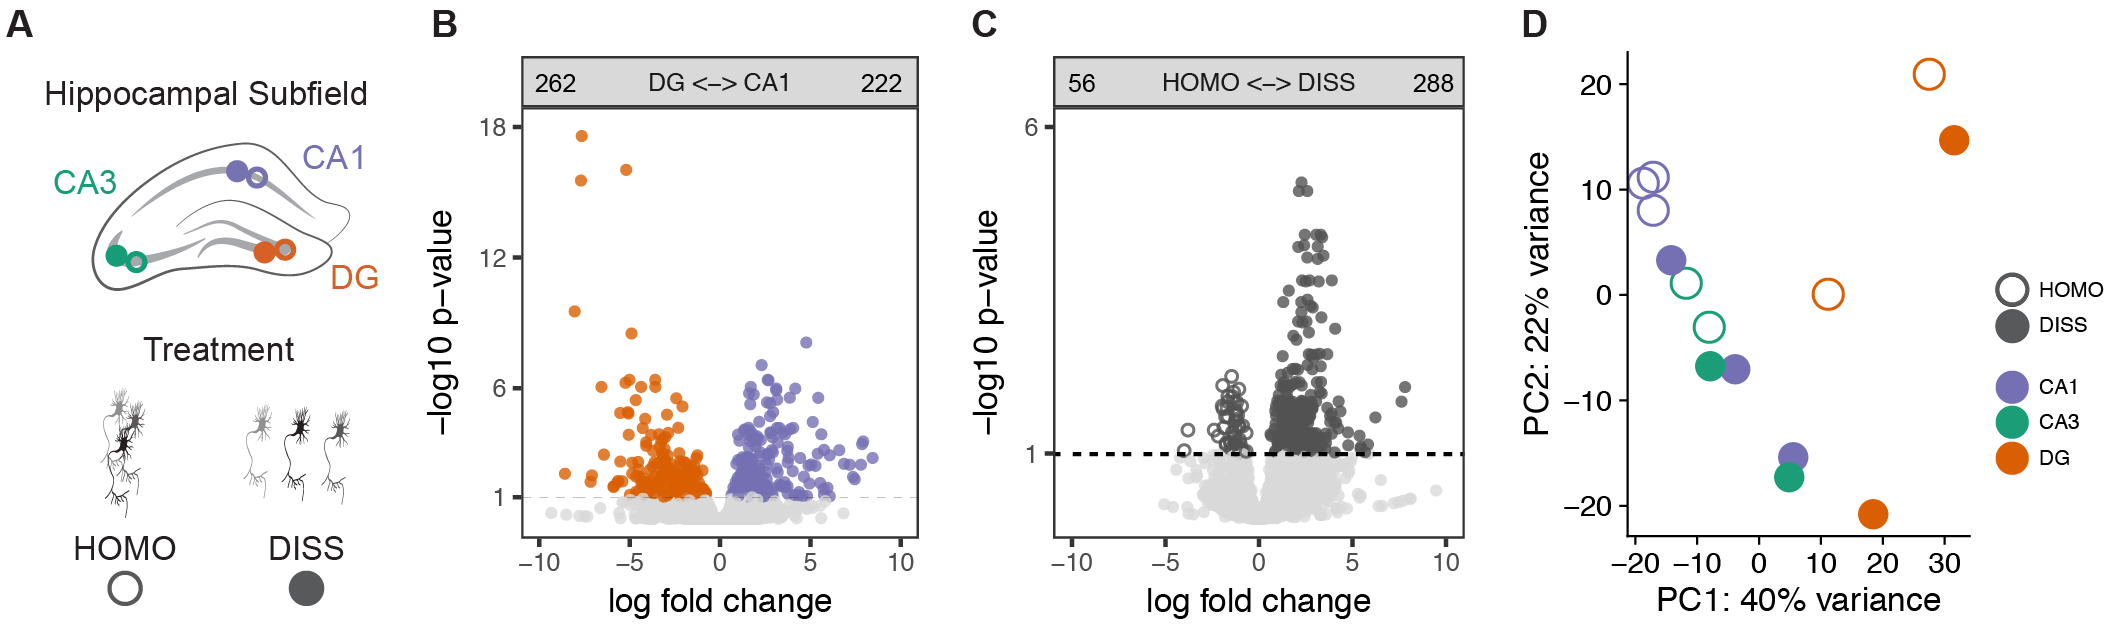 A
Hippocampal Subfield
CA1
CA3
DG
Treatment
HOMO
DISS
B
262 DG <–> CA1 222
18
12
6
1
−log10 p−value
−10 −5 0 5 10
log fold change
C
56 HOMO <–> DISS 288
6
1
−log10 p−value
−10 −5 0 5 10
log fold change
D
20
10
0
−10
−20
PC2: 22% variance
−20 −10 0 10 20 30
PC1: 40% variance
HOMO
DISS
CA1
CA3
DG